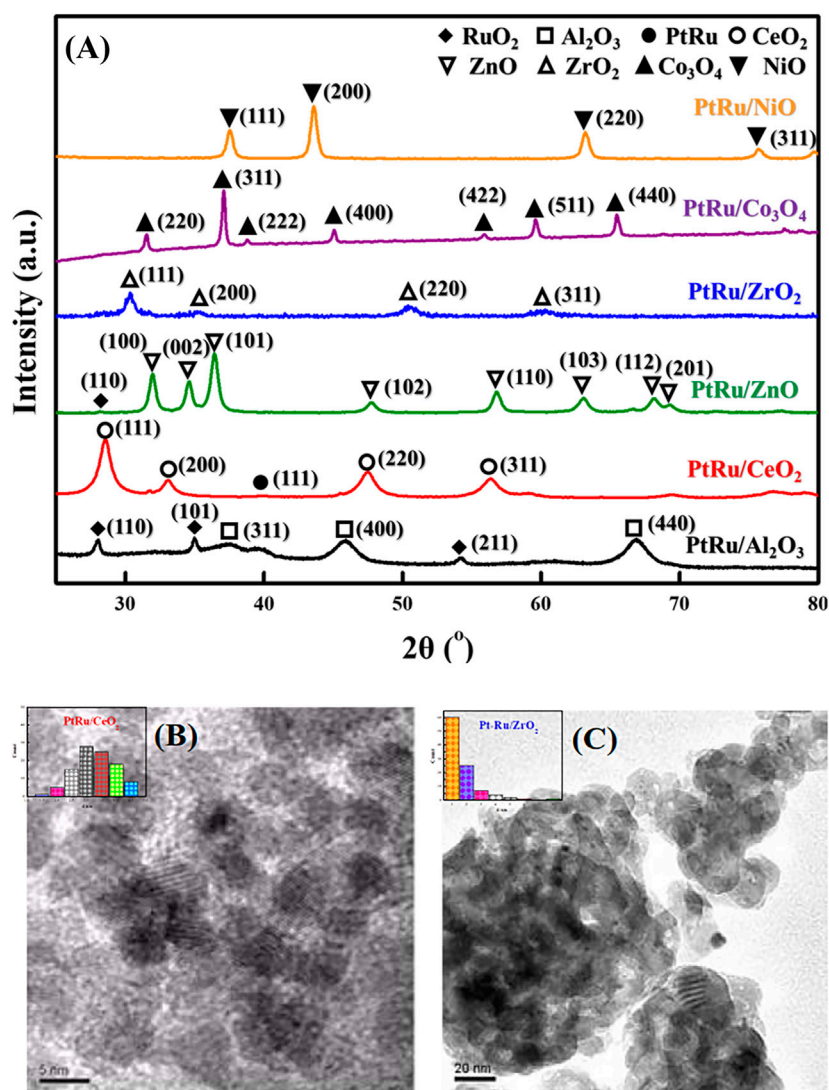 (A)
◆ RuO₂ □ Al₂O₃ ● PtRu ○ CeO₂
▽ ZnO △ ZrO₂ ▲ Co₃O₄ ▼ NiO
(111) (200) (220) (311) PtRu/NiO
(220) (311) (222) (400) (422) (511) (440) PtRu/Co₃O₄
(111) (200) (220) (311) PtRu/ZrO₂
(110) (100) (002) (101) (102) (110) (103) (112) (201) PtRu/ZnO
(111) (200) (111) (220) (311) PtRu/CeO₂
(110) (101) (311) (400) (211) (440) PtRu/Al₂O₃
Intensity (a.u.)
30 40 50 60 70 80
2θ (°)
PtRu/CeO₂
(B)
Count
5 nm
Pt-Ru/ZrO₂
(C)
Count
20 nm